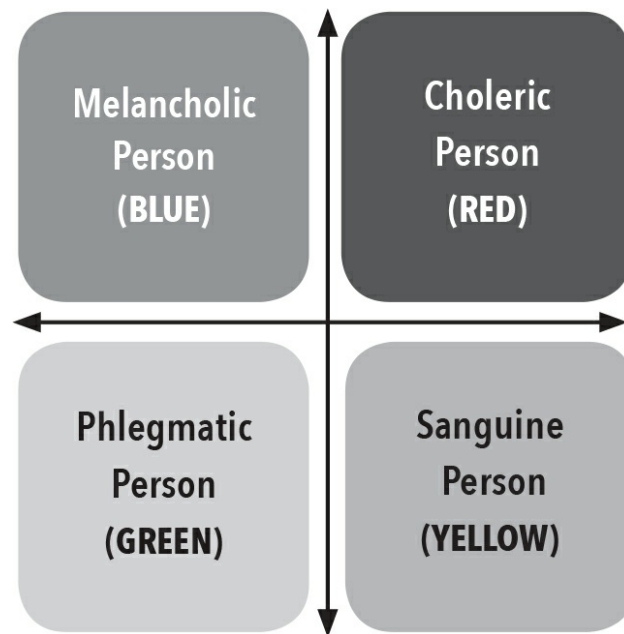 Melancholic
Person
(BLUE)
Choleric
Person
(RED)
Phlegmatic
Person
(GREEN)
Sanguine
Person
(YELLOW)